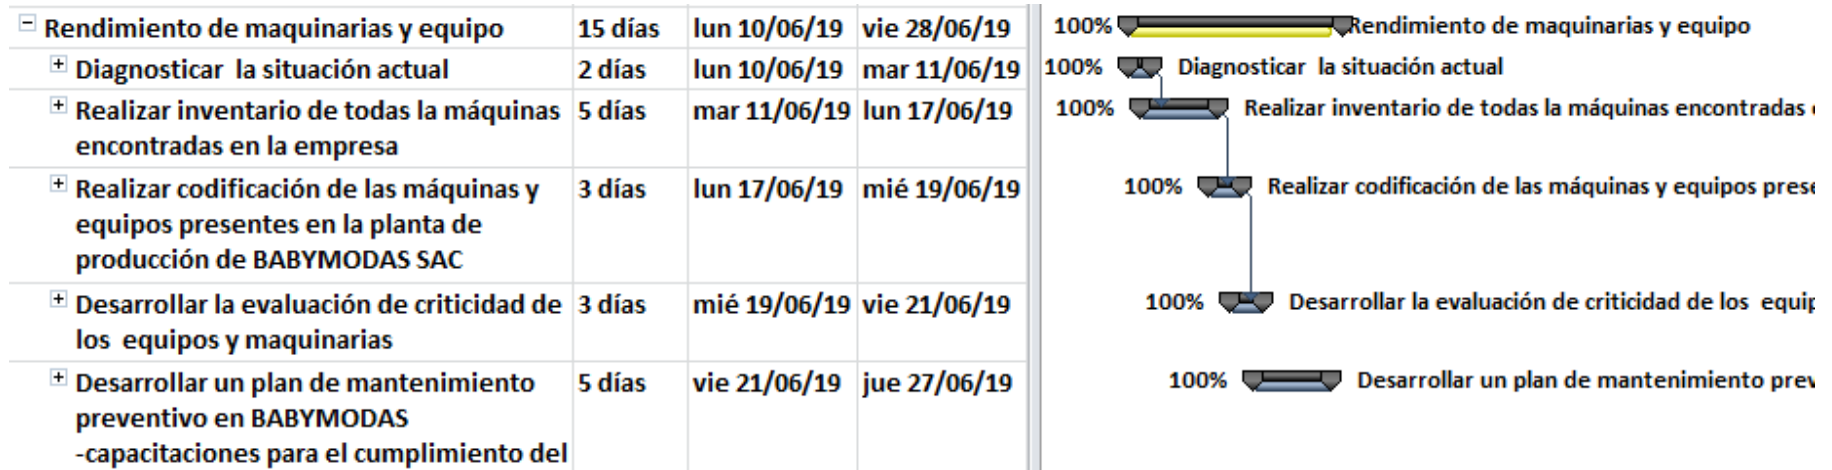 Rendimiento de maquinarias y equipo 15 días lun 10/06/19 vie 28/06/19 100% Rendimiento de maquinarias y equipo
Diagnosticar la situación actual 2 días lun 10/06/19 mar 11/06/19 100% Diagnosticar la situación actual
Realizar inventario de todas la máquinas 5 días mar 11/06/19 lun 17/06/19 100% Realizar inventario de todas la máquinas encontradas
encontradas en la empresa
Realizar codificación de las máquinas y 3 días lun 17/06/19 mié 19/06/19 100% Realizar codificación de las máquinas y equipos prese
equipos presentes en la planta de
producción de BABYMODAS SAC
Desarrollar la evaluación de criticidad de 3 días mié 19/06/19 vie 21/06/19 100% Desarrollar la evaluación de criticidad de los equip
los equipos y maquinarias
Desarrollar un plan de mantenimiento 5 días vie 21/06/19 jue 27/06/19 100% Desarrollar un plan de mantenimiento prev
preventivo en BABYMODAS
-capacitaciones para el cumplimiento del